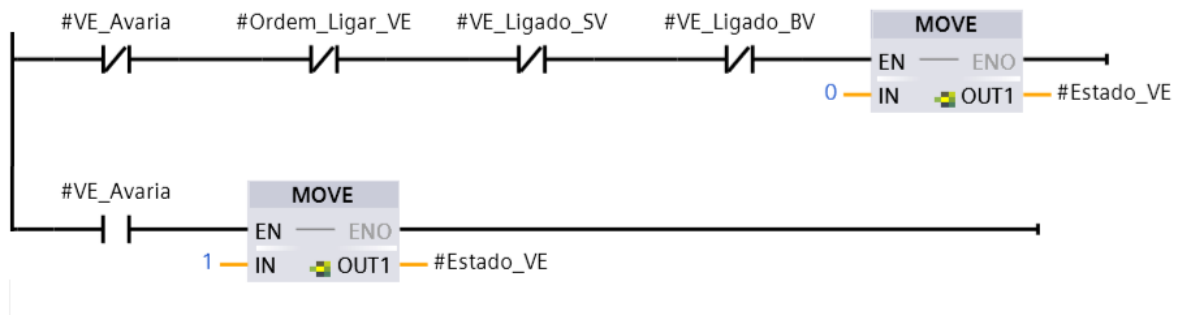 #VE_Avaria #Ordem_Ligar_VE #VE_Ligado_SV #VE_Ligado_BV MOVE
EN ENO
0 IN OUT1 #Estado_VE
#VE_Avaria MOVE
EN ENO
1 IN OUT1 #Estado_VE